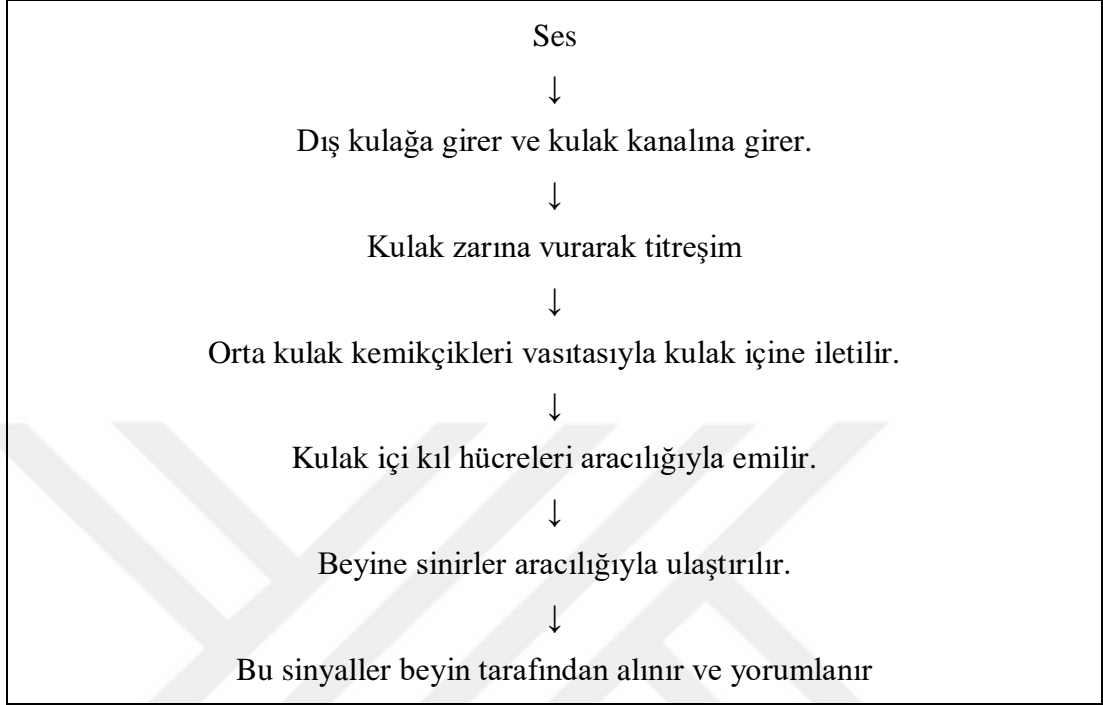 Ses
↓
Dış kulağa girer ve kulak kanalına girer.
↓
Kulak zarına vurarak titreşim
↓
Orta kulak kemikçikleri vasıtasıyla kulak içine iletilir.
↓
Kulak içi kıl hücreleri aracılığıyla emilir.
↓
Beyine sinirler aracılığıyla ulaştırılır.
↓
Bu sinyaller beyin tarafından alınır ve yorumlanır